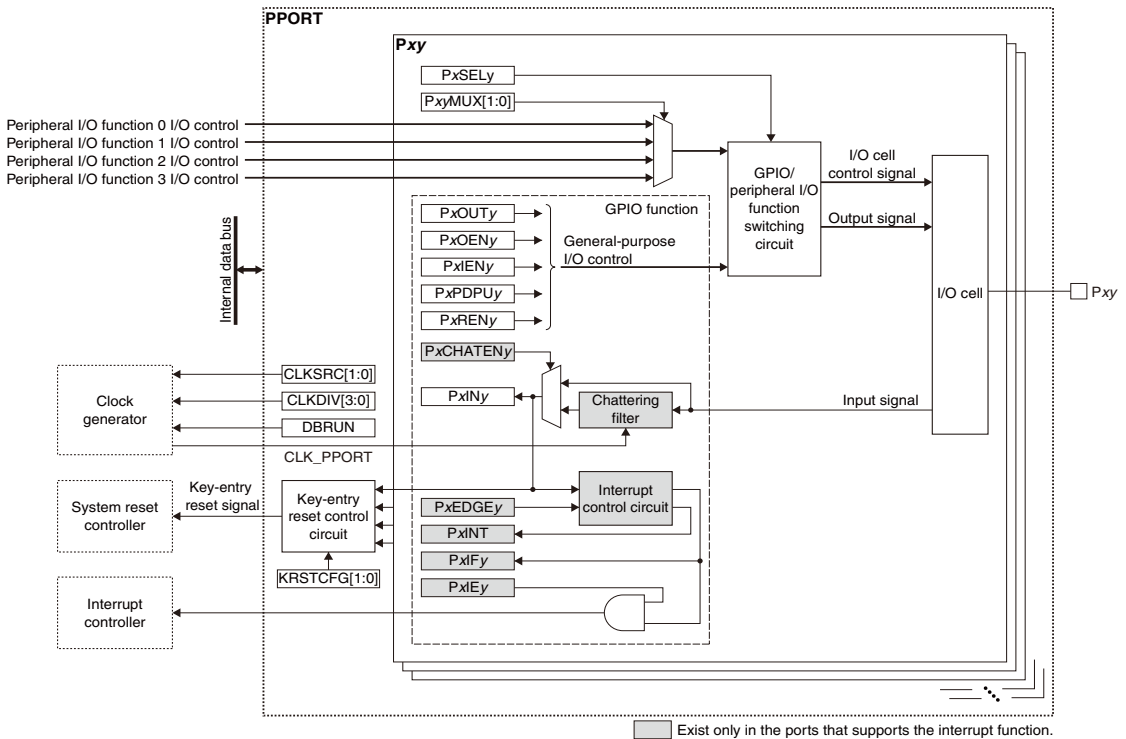 PPORT
Pxy
PxSELy
PxyMUX[1:0]
Peripheral I/O function 0 I/O control
Peripheral I/O function 1 I/O control
Peripheral I/O function 2 I/O control
Peripheral I/O function 3 I/O control
GPIO/
peripheral I/O
function
switching
circuit
I/O cell
control signal
Output signal
I/O cell
Pxy
Internal data bus
GPIO function
PxOUTy
PxOENy
PxIENy
PxPDPUy
PxRENy
General-purpose
I/O control
PxCHATENy
PxINy
Chattering
filter
Input signal
Clock
generator
CLKSRC[1:0]
CLKDIV[3:0]
DBRUN
CLK_PPORT
System reset
controller
Key-entry
reset signal
Key-entry
reset control
circuit
KRSTCFG[1:0]
Interrupt
control circuit
PxEDGEy
PxINT
PxIFy
PxIEy
Interrupt
controller
Exist only in the ports that supports the interrupt function.